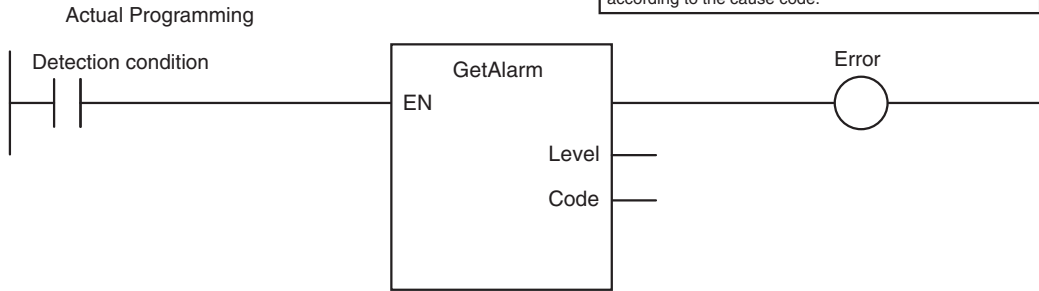 according to the cause code.
Actual Programming
Detection condition
GetAlarm
Error
EN
Level
Code